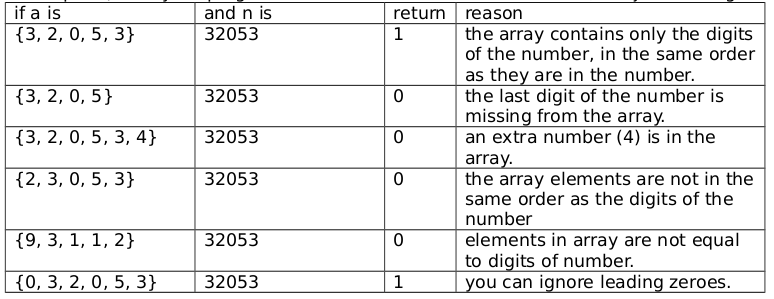 if a is and n is return reason
{3, 2, 0, 5, 3} 32053 1 the array contains only the digits
of the number, in the same order
as they are in the number.
{3, 2, 0, 5} 32053 0 the last digit of the number is
missing from the array.
{3, 2, 0, 5, 3, 4} 32053 0 an extra number (4) is in the
array.
{2, 3, 0, 5, 3} 32053 0 the array elements are not in the
same order as the digits of the
number
{9, 3, 1, 1, 2} 32053 0 elements in array are not equal
to digits of number.
{0, 3, 2, 0, 5, 3} 32053 1 you can ignore leading zeroes.